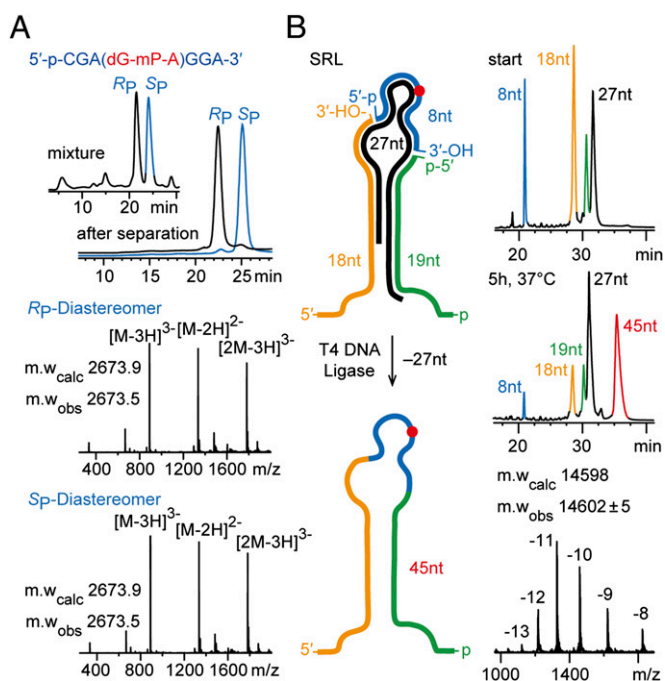 A
5′-p-CGA(dG-mP-A)GGA-3′
RP SP
RP SP
mixture
10 20 min
after separation
10 15 20 25 min
RP-Diastereomer
[M-3H]3- [M-2H]2- [2M-3H]3-
m.wcalc 2673.9
m.wobs 2673.5
400 800 1200 1600 m/z
SP-Diastereomer
[M-3H]3- [M-2H]2- [2M-3H]3-
m.wcalc 2673.9
m.wobs 2673.5
400 800 1200 1600 m/z
B
SRL
5′-p
3′-HO-
8nt
27nt
3′-OH
p-5′
18nt 19nt
5′- -p
T4 DNA
Ligase
–27nt
45nt
5′- -p
start
18nt
8nt
27nt
20 30 min
5h, 37°C
27nt
45nt
19nt
18nt
8nt
20 30 min
m.wcalc 14598
m.wobs 14602±5
-11
-10
-12 -9
-13 -8
1000 1400 m/z